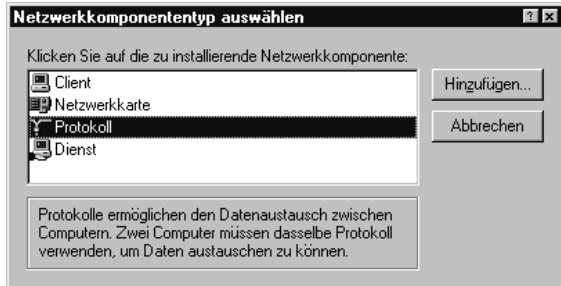 Netzwerkkomponententyp auswählen
Klicken Sie auf die zu installierende Netzwerkkomponente:
Client
Netzwerkkarte
Protokoll
Dienst
Hinzufügen...
Abbrechen
Protokolle ermöglichen den Datenaustausch zwischen
Computern. Zwei Computer müssen dasselbe Protokoll
verwenden, um Daten austauschen zu können.